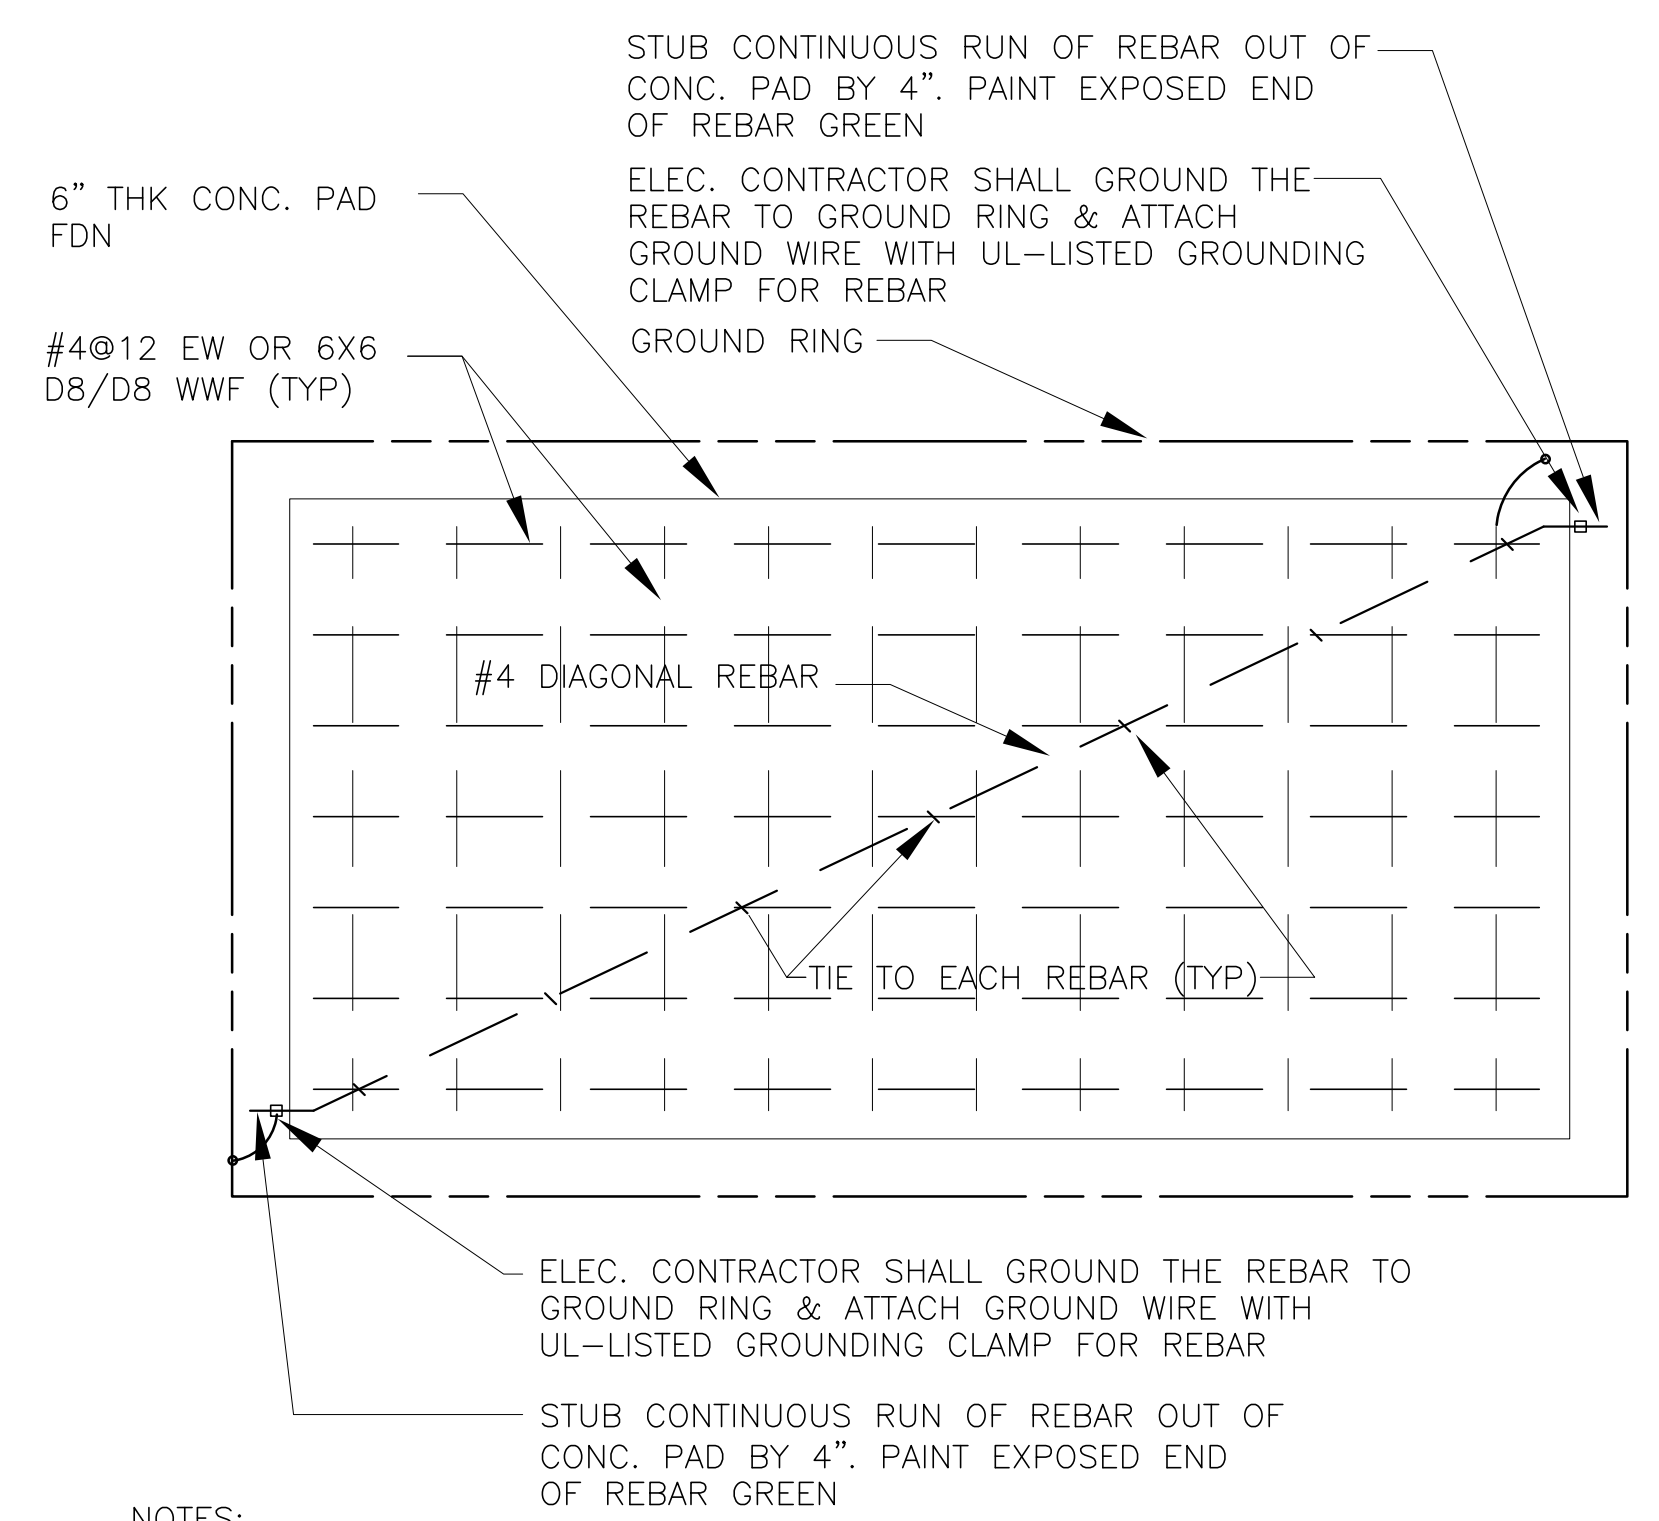 STUB CONTINUOUS RUN OF REBAR OUT OF
CONC. PAD BY 4”. PAINT EXPOSED END
OF REBAR GREEN
ELEC. CONTRACTOR SHALL GROUND THE
REBAR TO GROUND RING & ATTACH
GROUND WIRE WITH UL-LISTED GROUNDING
CLAMP FOR REBAR
6” THK CONC. PAD
FDN
GROUND RING
#4@12 EW OR 6X6
D8/D8 WWF (TYP)
#4 DIAGONAL REBAR
TIE TO EACH REBAR (TYP)
ELEC. CONTRACTOR SHALL GROUND THE REBAR TO
GROUND RING & ATTACH GROUND WIRE WITH
UL-LISTED GROUNDING CLAMP FOR REBAR
STUB CONTINUOUS RUN OF REBAR OUT OF
CONC. PAD BY 4”. PAINT EXPOSED END
OF REBAR GREEN
NOTES: